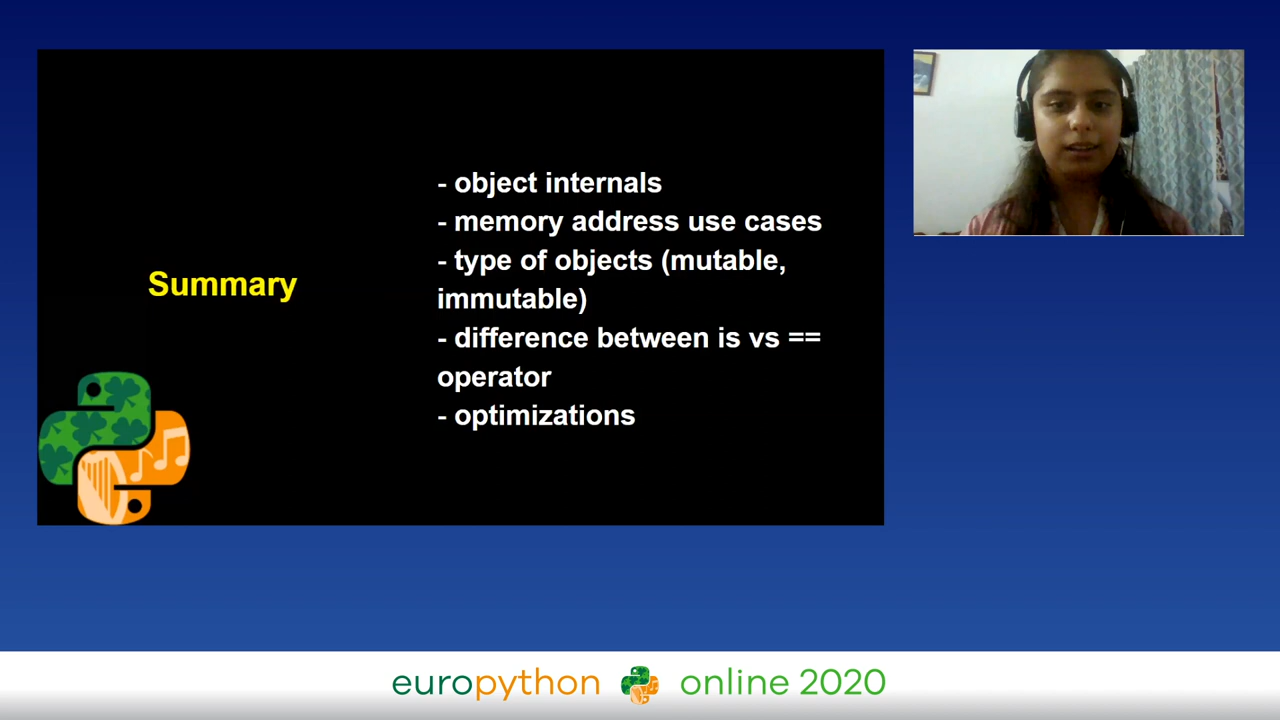 Summary
- object internals
- memory address use cases
- type of objects (mutable,
immutable)
- difference between is vs ==
operator
- optimizations
europython online 2020